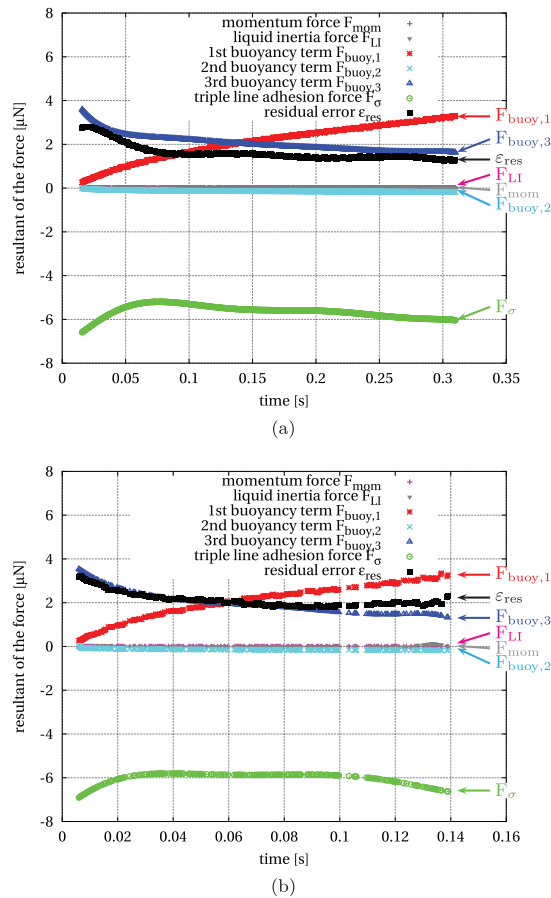 momentum force F_mom
liquid inertia force F_LI
1st buoyancy term F_buoy,1
2nd buoyancy term F_buoy,2
3rd buoyancy term F_buoy,3
triple line adhesion force F_σ
residual error ε_res
8
6
4
2
0
-2
-4
-6
-8
resultant of the force [µN]
F_buoy,1
F_buoy,3
ε_res
F_LI
F_mom
F_buoy,2
F_σ
0 0.05 0.1 0.15 0.2 0.25 0.3 0.35
time [s]
(a)
momentum force F_mom
liquid inertia force F_LI
1st buoyancy term F_buoy,1
2nd buoyancy term F_buoy,2
3rd buoyancy term F_buoy,3
triple line adhesion force F_σ
residual error ε_res
8
6
4
2
0
-2
-4
-6
-8
resultant of the force [µN]
F_buoy,1
ε_res
F_buoy,3
F_LI
F_mom
F_buoy,2
F_σ
0 0.02 0.04 0.06 0.08 0.1 0.12 0.14 0.16
time [s]
(b)